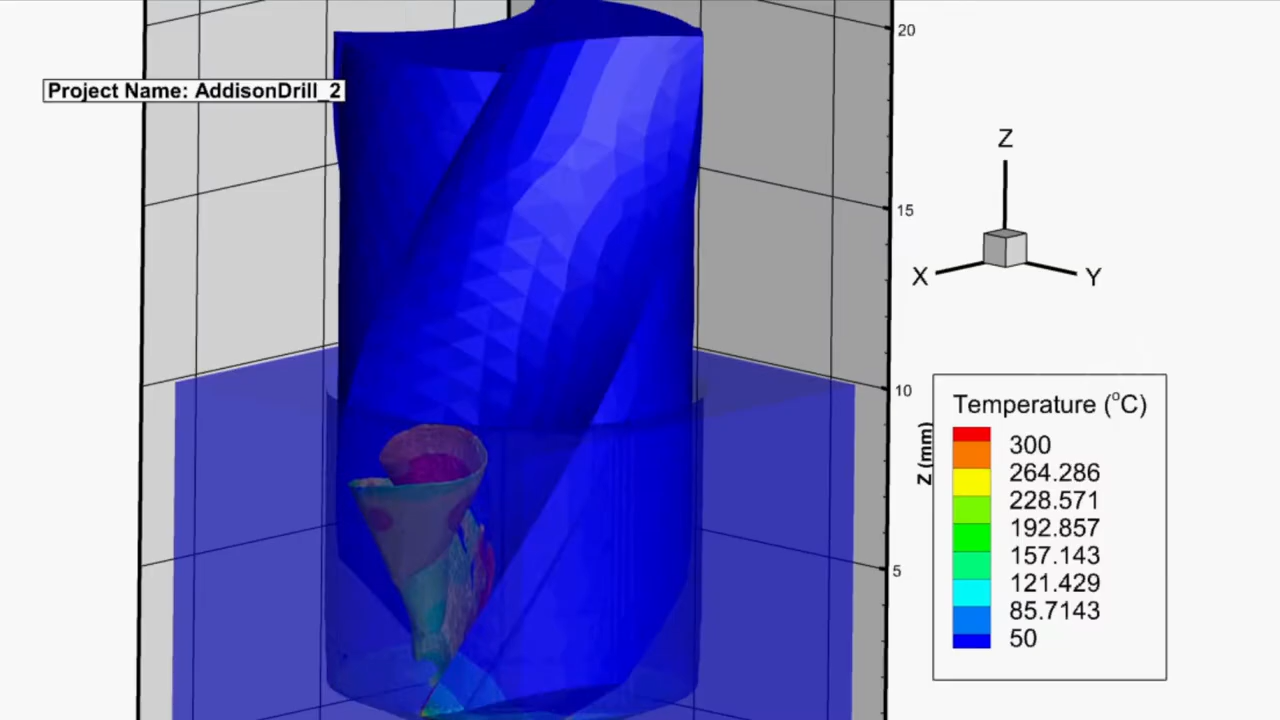 Project Name: AddisonDrill_2
20
15
10
5
Z (mm)
Z
X
Y
Temperature (°C)
300
264.286
228.571
192.857
157.143
121.429
85.7143
50